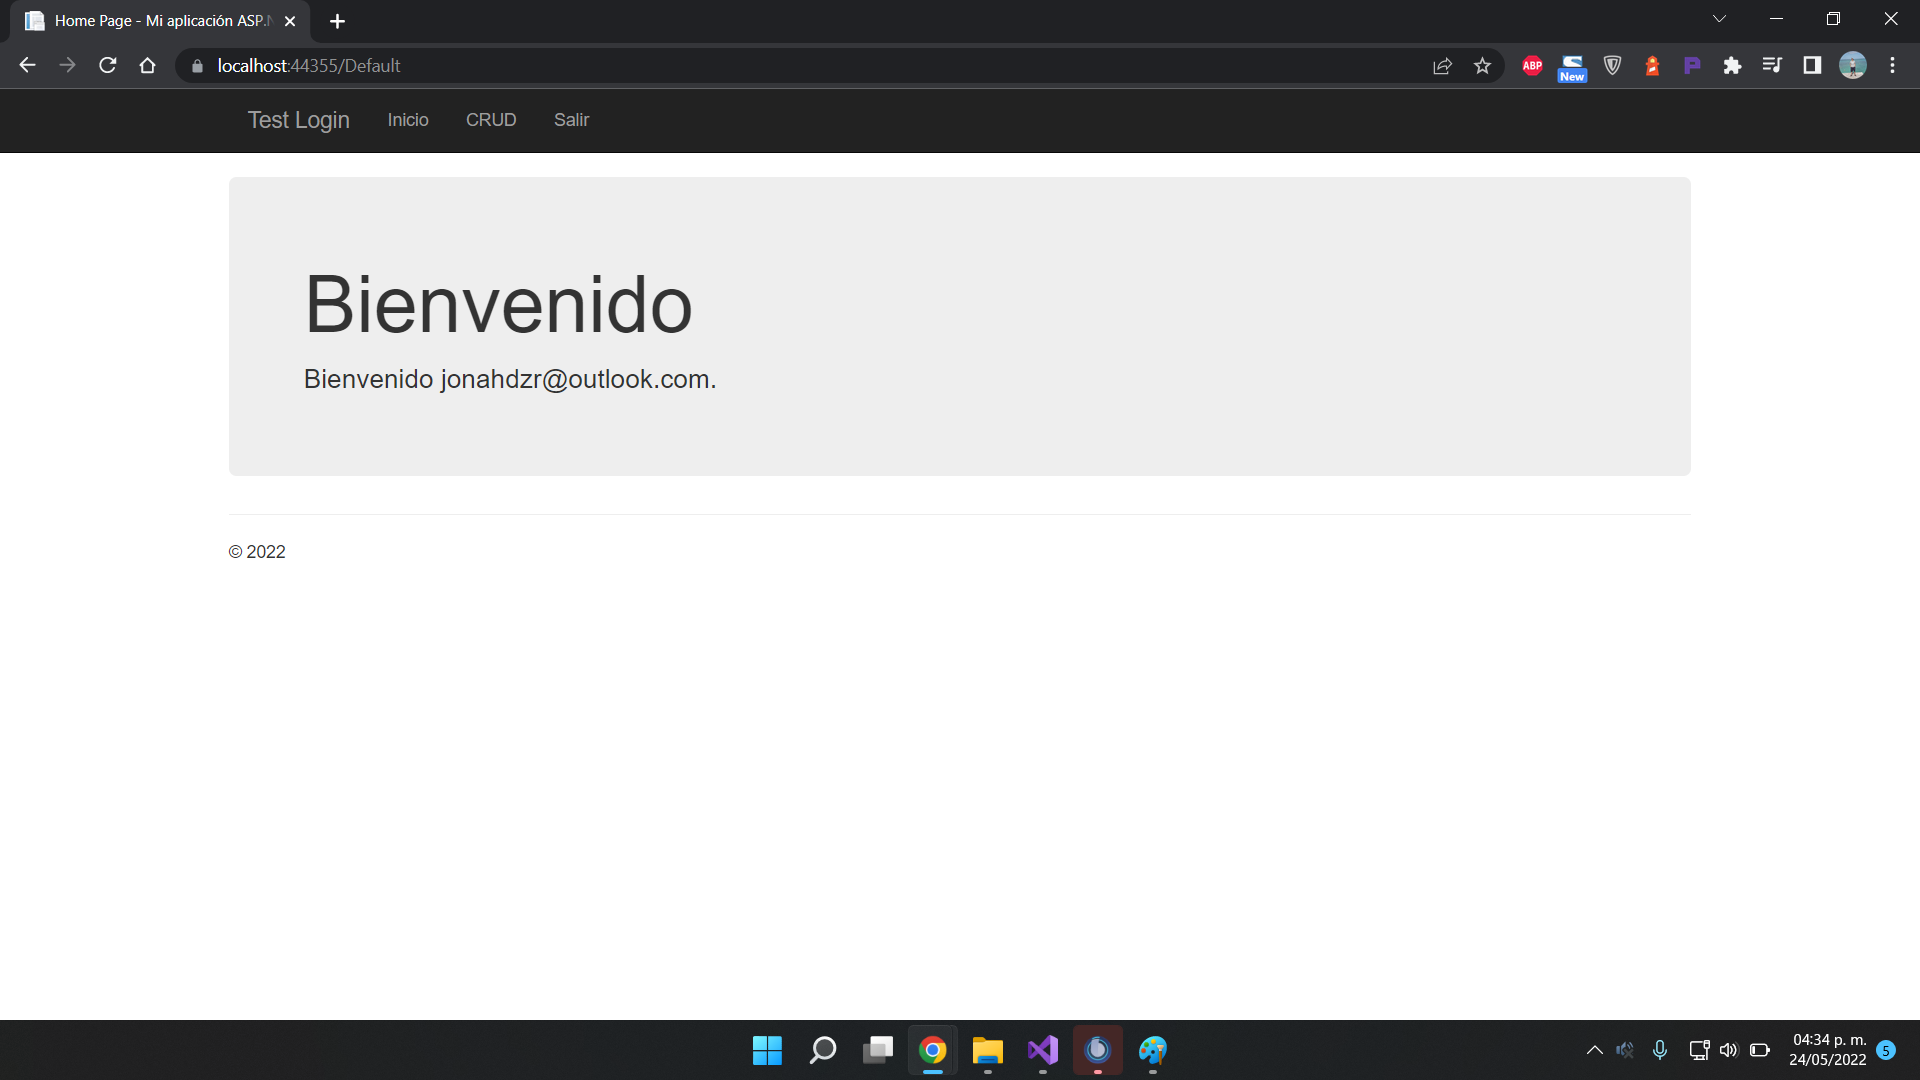 Home Page - Mi aplicación ASP.N
localhost:44355/Default
ABP
New
Test Login
Inicio
CRUD
Salir
Bienvenido
Bienvenido jonahdzr@outlook.com.
© 2022
04:34 p. m.
24/05/2022
5